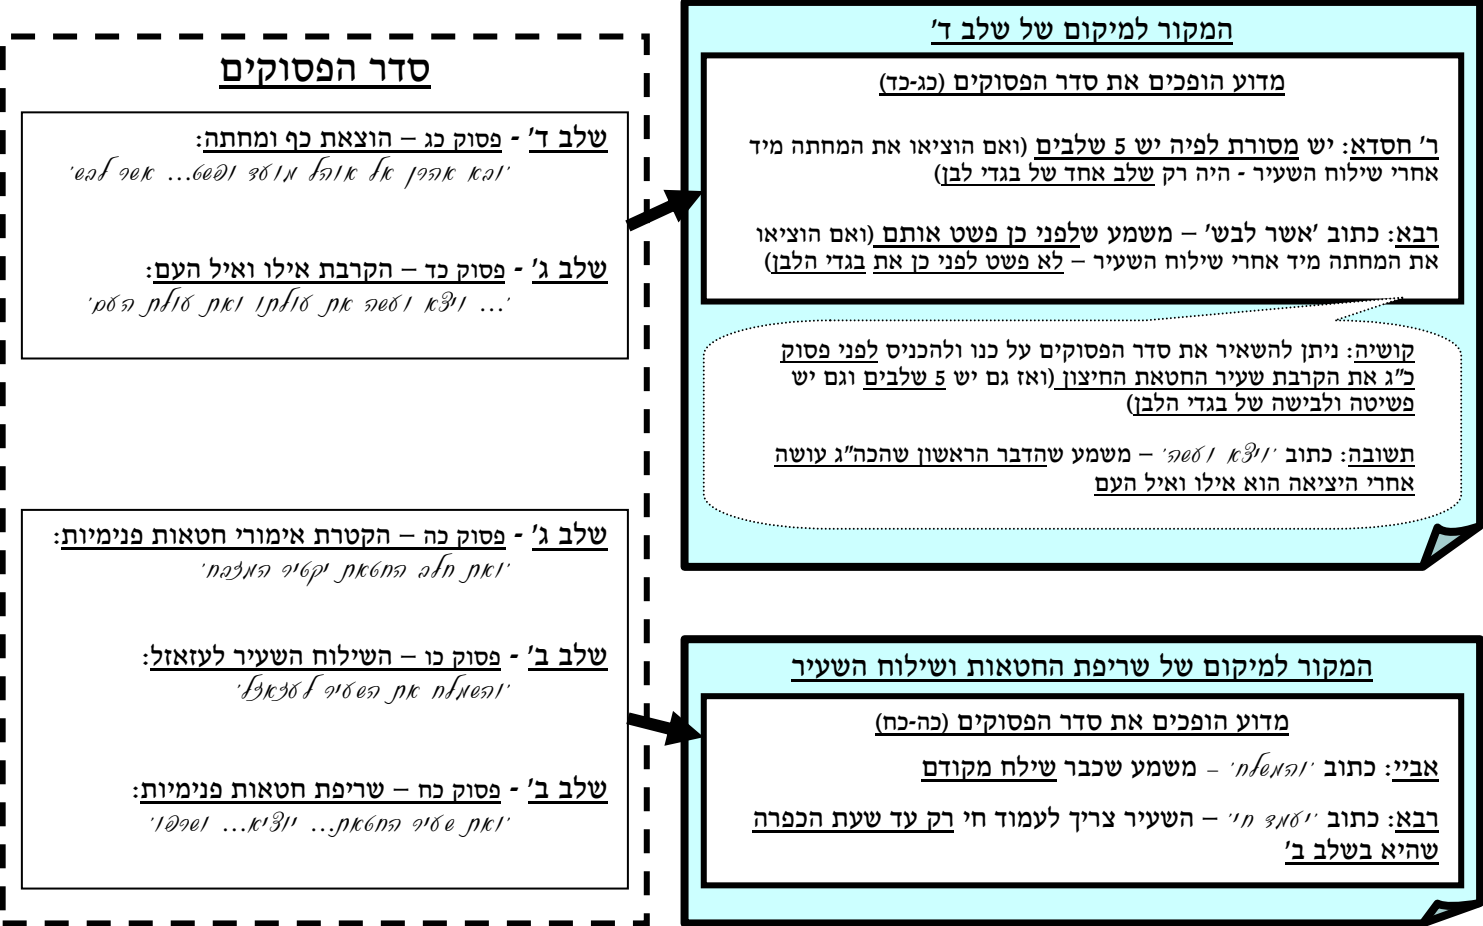 המקור למיקום של שלב ד'
מדוע הופכים את סדר הפסוקים (כג-כד)
ר' חסדא: יש מסורת לפיה יש 5 שלבים (ואם הוציאו את המחתה מיד
אחרי שילוח השעיר - היה רק שלב אחד של בגדי לבן)
רבא: כתוב 'אשר לבש' – משמע שלפני כן פשט אותם (ואם הוציאו
את המחתה מיד אחרי שילוח השעיר – לא פשט לפני כן את בגדי הלבן)
קושיה: ניתן להשאיר את סדר הפסוקים על כנו ולהכניס לפני פסוק
כ"ג את הקרבת שעיר החטאת החיצון (ואז גם יש 5 שלבים וגם יש
פשיטה ולבישה של בגדי הלבן)
תשובה: כתוב 'ויצא ועשה' – משמע שהדבר הראשון שהכה"ג עושה
אחרי היציאה הוא אילו ואיל העם
סדר הפסוקים
שלב ד' - פסוק כג – הוצאת כף ומחתה:
'ובא אהרן אל אוהל מועד ופשט... אשר לבש'
שלב ג' - פסוק כד – הקרבת אילו ואיל העם:
'... ויצא ועשה את עולתו ואת עולת העם'
שלב ג' - פסוק כה – הקטרת אימורי חטאות פנימיות:
'ואת חלב החטאת יקטיר המזבח'
שלב ב' - פסוק כו – השילוח השעיר לעזאזל:
'והשמלח את השעיר לעזאזל'
שלב ב' - פסוק כח – שריפת חטאות פנימיות:
'ואת שעיר החטאת... יוציא... ושרפו'
המקור למיקום של שריפת החטאות ושילוח השעיר
מדוע הופכים את סדר הפסוקים (כה-כח)
אביי: כתוב 'והמשלח' – משמע שכבר שילח מקודם
רבא: כתוב 'יעמד חי' – השעיר צריך לעמוד חי רק עד שעת הכפרה
שהיא בשלב ב'